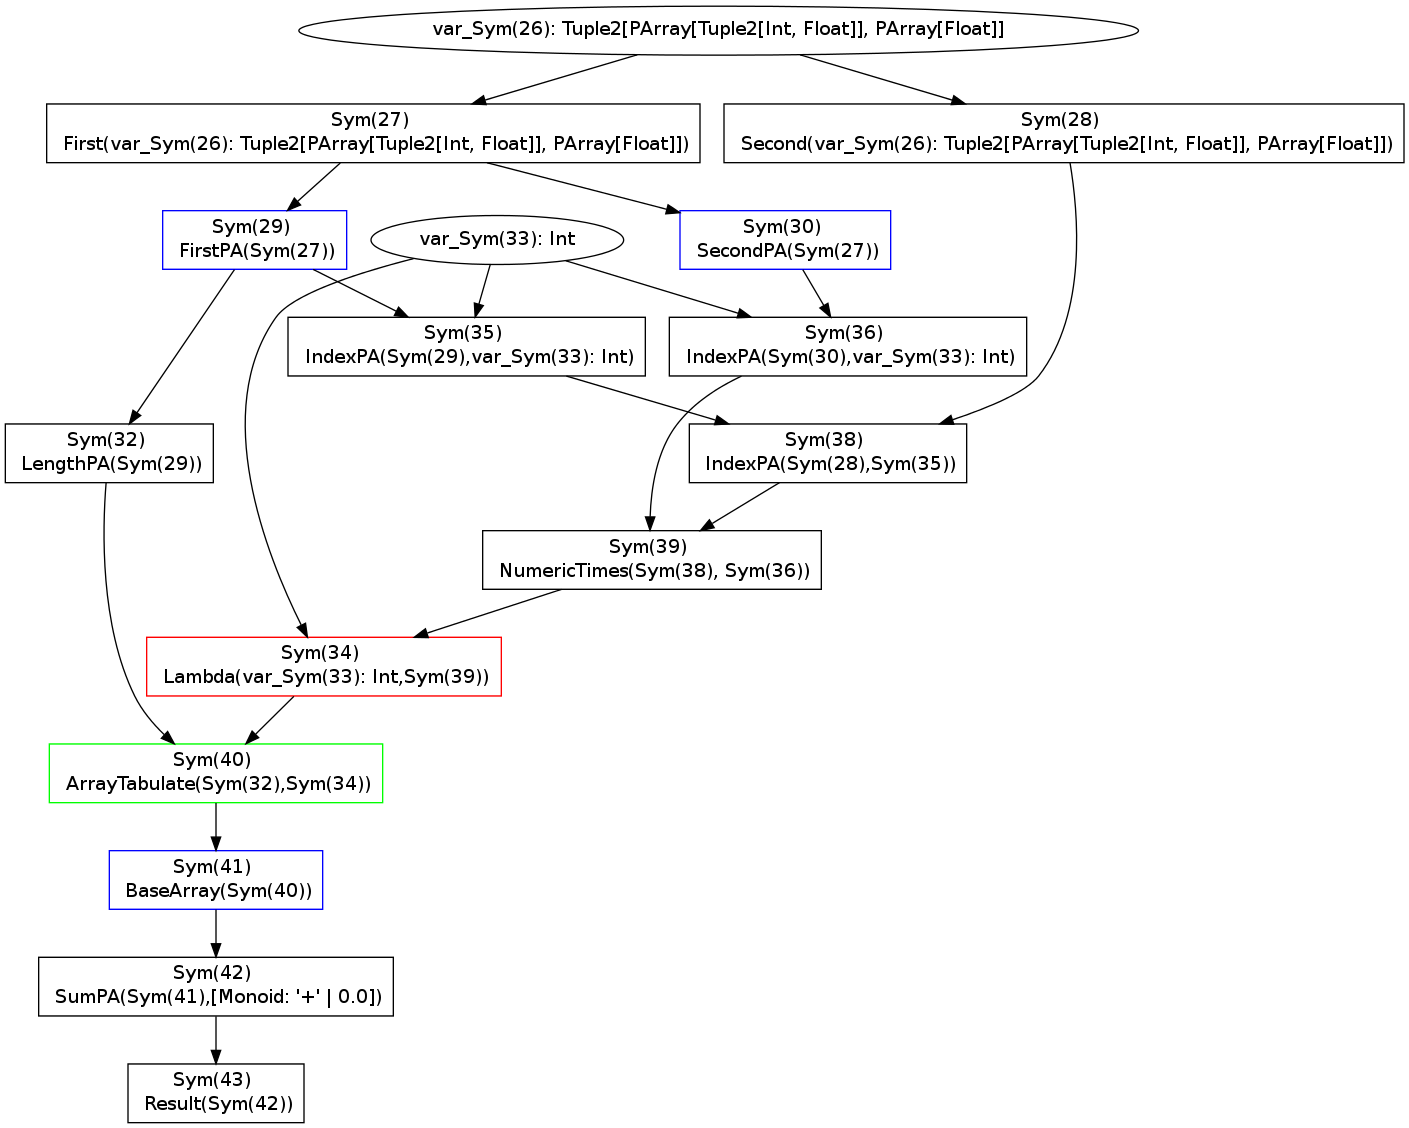 var_Sym(26): Tuple2[PArray[Tuple2[Int, Float]], PArray[Float]]
Sym(27)
First(var_Sym(26): Tuple2[PArray[Tuple2[Int, Float]], PArray[Float]])
Sym(28)
Second(var_Sym(26): Tuple2[PArray[Tuple2[Int, Float]], PArray[Float]])
Sym(29)
FirstPA(Sym(27))
var_Sym(33): Int
Sym(30)
SecondPA(Sym(27))
Sym(35)
IndexPA(Sym(29),var_Sym(33): Int)
Sym(36)
IndexPA(Sym(30),var_Sym(33): Int)
Sym(32)
LengthPA(Sym(29))
Sym(38)
IndexPA(Sym(28),Sym(35))
Sym(39)
NumericTimes(Sym(38), Sym(36))
Sym(34)
Lambda(var_Sym(33): Int,Sym(39))
Sym(40)
ArrayTabulate(Sym(32),Sym(34))
Sym(41)
BaseArray(Sym(40))
Sym(42)
SumPA(Sym(41),[Monoid: '+' | 0.0])
Sym(43)
Result(Sym(42))